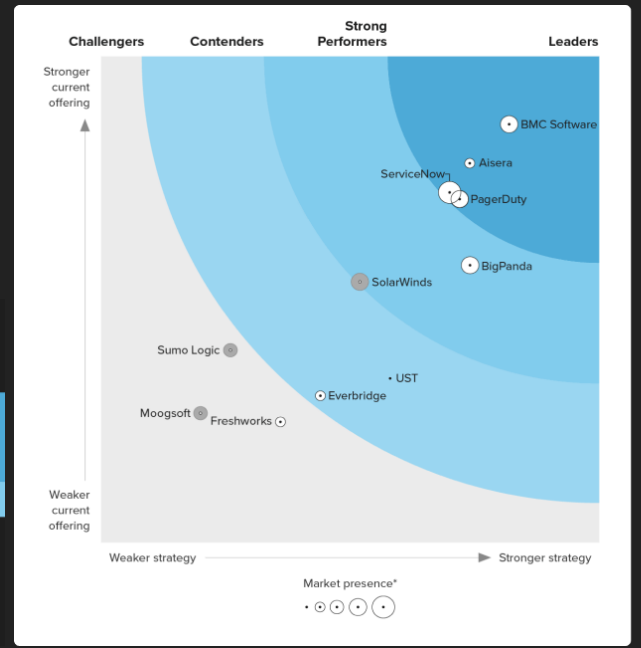 Strong
Challengers Contenders Performers Leaders
Stronger
current
offering
BMC Software
Aisera
ServiceNow
PagerDuty
BigPanda
SolarWinds
Sumo Logic
UST
Everbridge
Moogsoft
Freshworks
Weaker
current
offering
Weaker strategy Stronger strategy
Market presence*